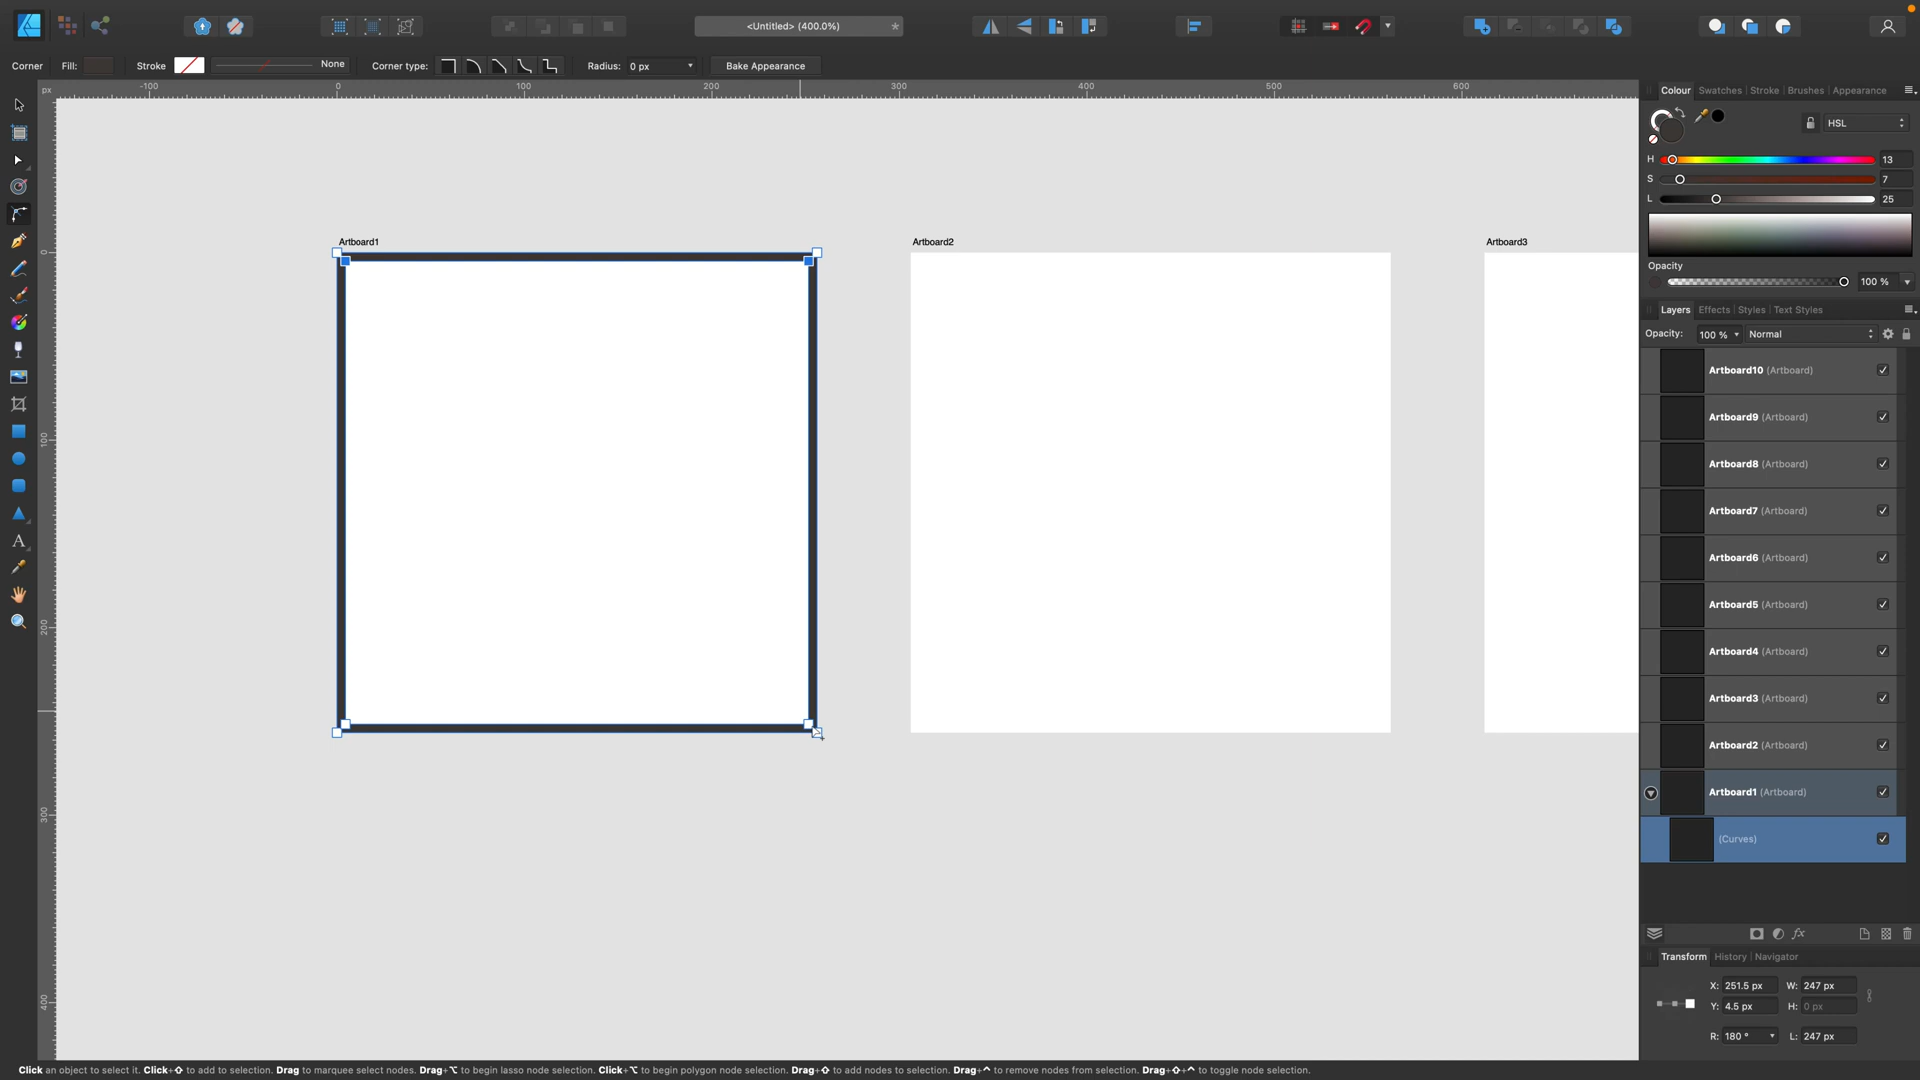 <Untitled> (400.0%)
*
Corner
Fill:
Stroke
None
Corner type:
Radius: 0 px
Bake Appearance
px
-100 0 100 200 300 400 500 600
0
100
200
300
400
Artboard1
Artboard2
Artboard3
Colour Swatches Stroke Brushes Appearance
HSL
H 13
S 7
L 25
Opacity
100 %
Layers Effects Styles Text Styles
Opacity: 100 % Normal
Artboard10 (Artboard)
Artboard9 (Artboard)
Artboard8 (Artboard)
Artboard7 (Artboard)
Artboard6 (Artboard)
Artboard5 (Artboard)
Artboard4 (Artboard)
Artboard3 (Artboard)
Artboard2 (Artboard)
Artboard1 (Artboard)
(Curves)
fx
Transform History Navigator
X: 251.5 px W: 247 px
Y: 4.5 px H: 0 px
R: 180 ° L: 247 px
Click an object to select it. Click+⇧ to add to selection. Drag to marquee select nodes. Drag+⌥ to begin lasso node selection. Click+⌥ to begin polygon node selection. Drag+⇧ to add nodes to selection. Drag+⌃ to remove nodes from selection. Drag+⇧+⌃ to toggle node selection.